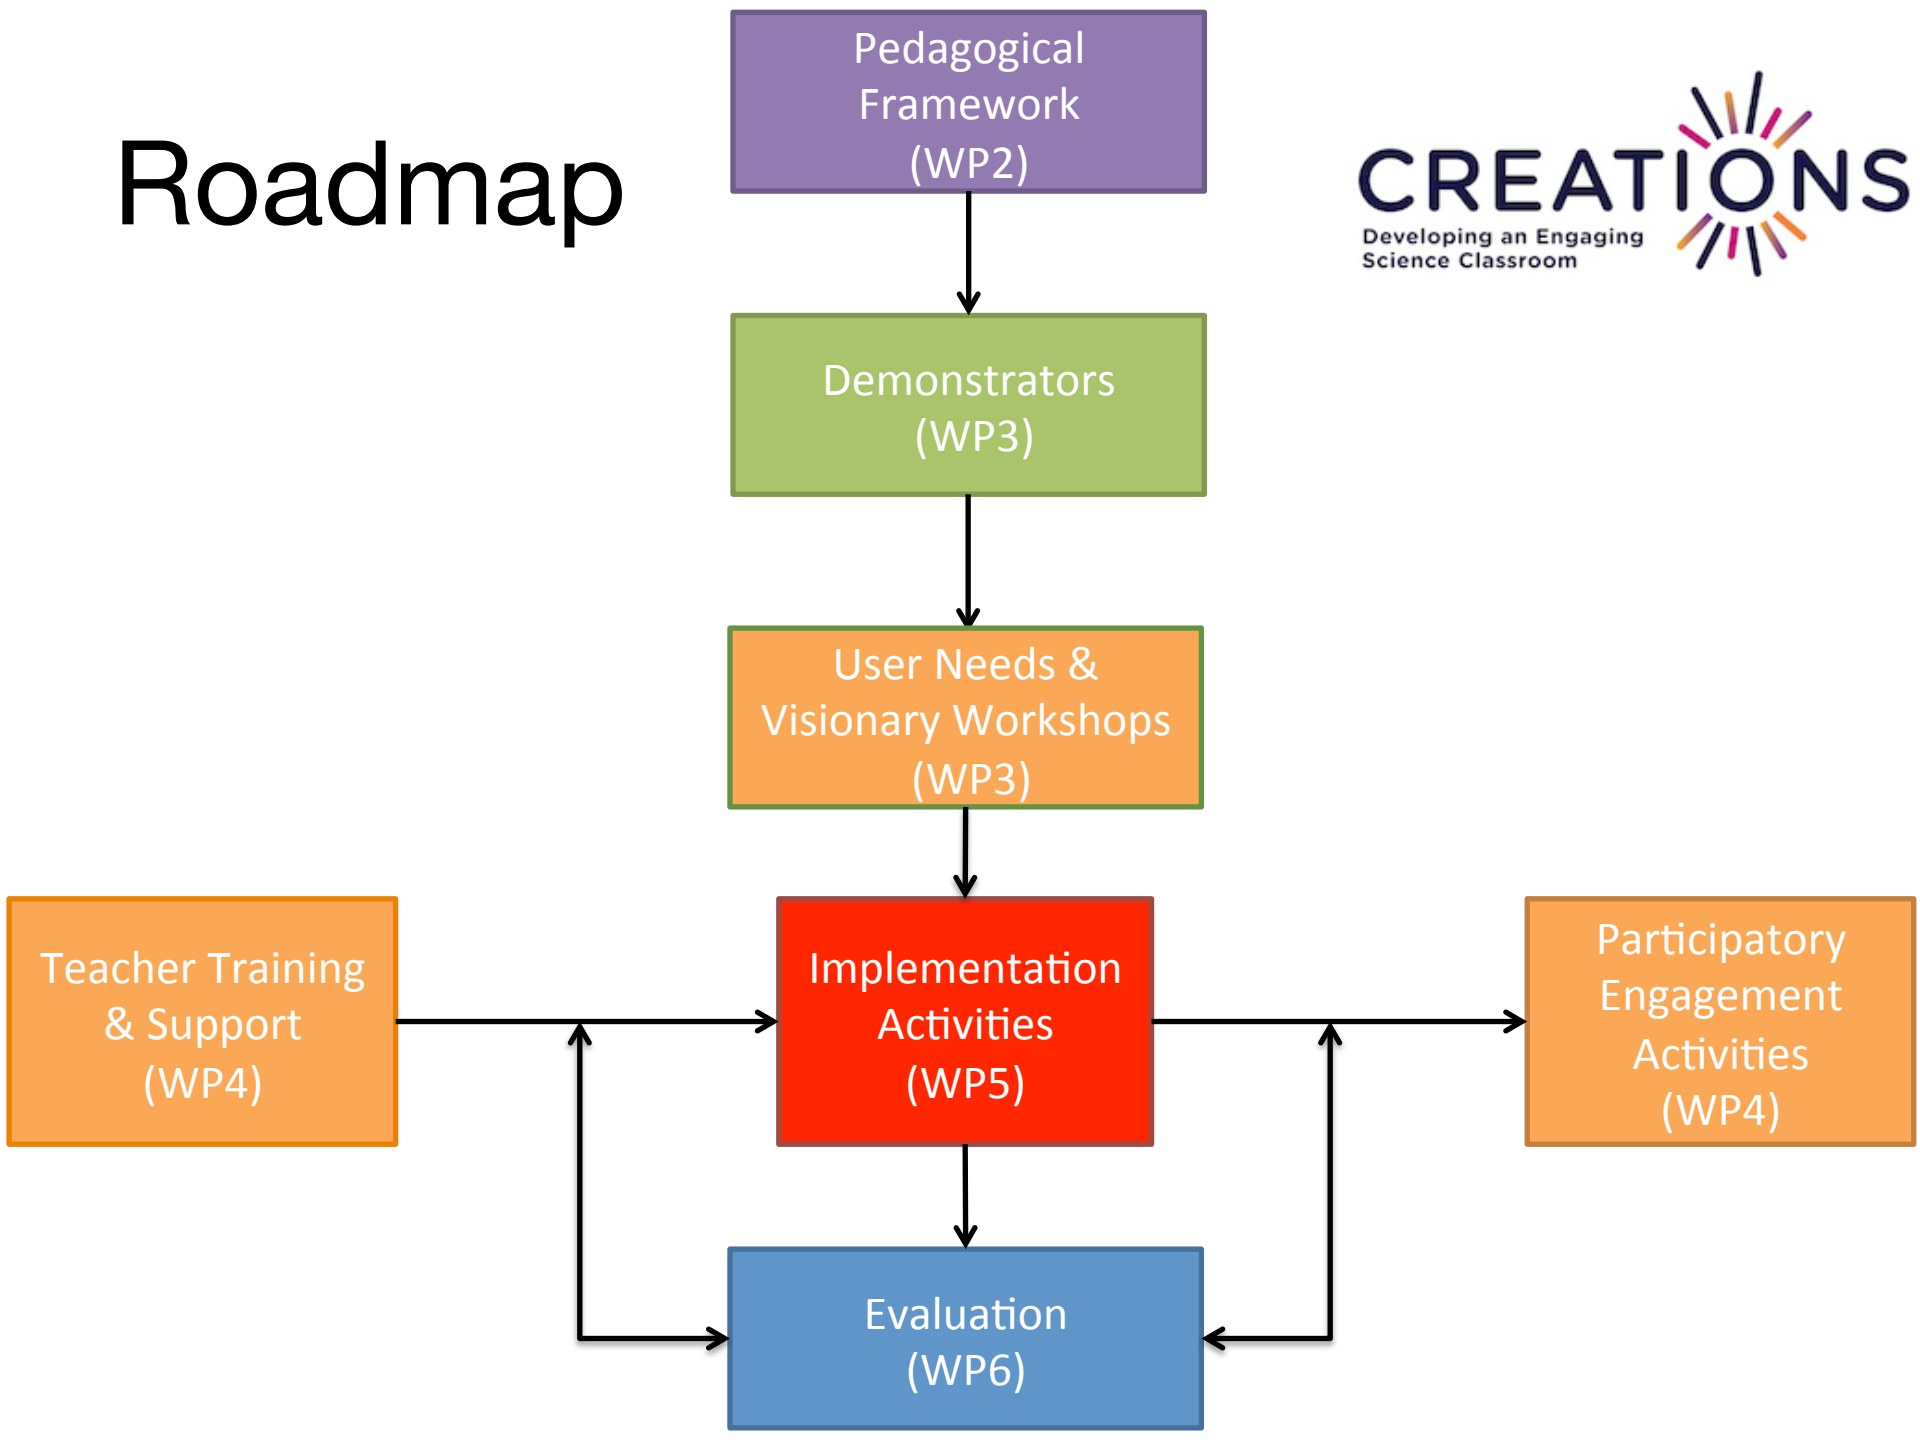 Roadmap
Pedagogical
Framework
(WP2)
CREATIONS
Developing an Engaging
Science Classroom
Demonstrators
(WP3)
User Needs &
Visionary Workshops
(WP3)
Teacher Training
& Support
(WP4)
Implementation
Activities
(WP5)
Participatory
Engagement
Activities
(WP4)
Evaluation
(WP6)